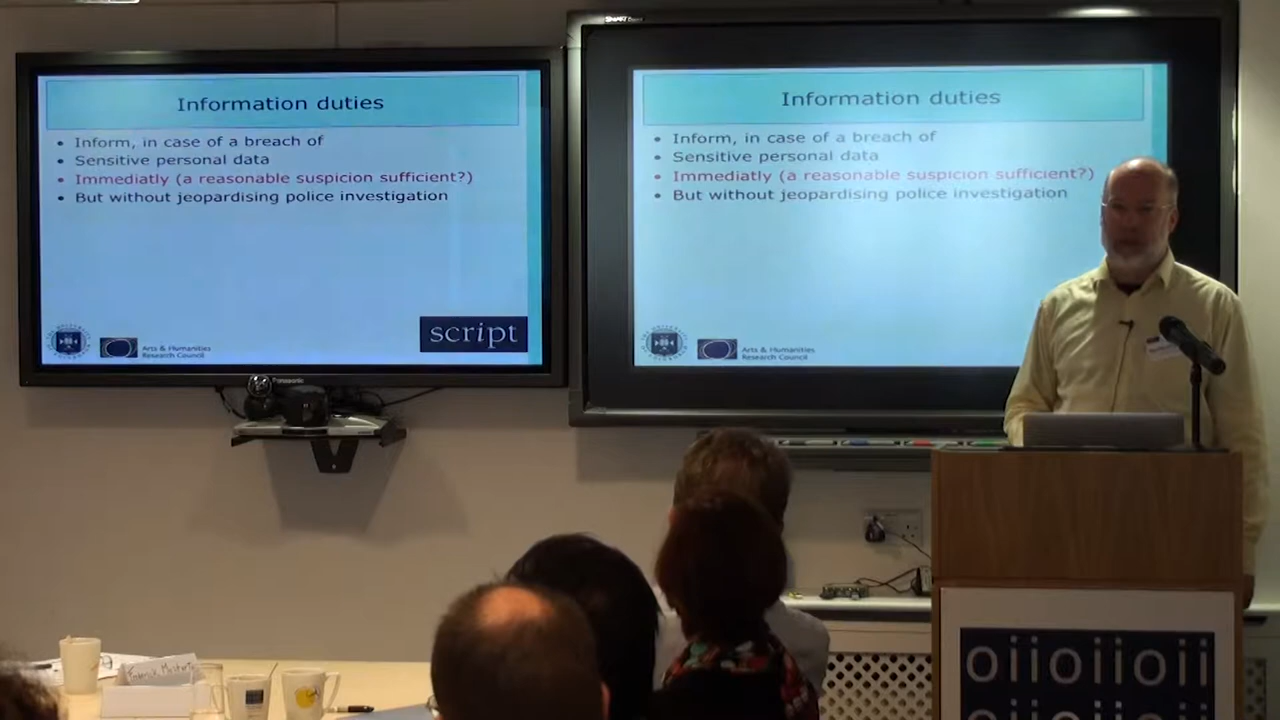 Information duties
• Inform, in case of a breach of
• Sensitive personal data
• Immediatly (a reasonable suspicion sufficient?)
• But without jeopardising police investigation
Arts & Humanities
Research Council
script
Panasonic
Information duties
• Inform, in case of a breach of
• Sensitive personal data
• Immediatly (a reasonable suspicion sufficient?)
• But without jeopardising police investigation
Arts & Humanities
Research Council
oiioiioii
oiioiioii